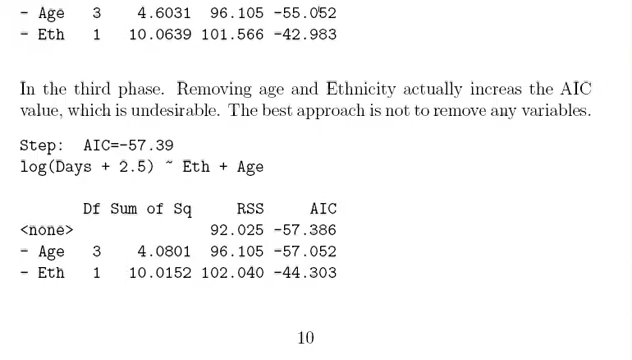 - Age 3 4.6031 96.105 -55.052
- Eth 1 10.0639 101.566 -42.983
In the third phase. Removing age and Ethnicity actually increas the AIC
value, which is undesirable. The best approach is not to remove any variables.
Step: AIC=-57.39
log(Days + 2.5) ~ Eth + Age
Df Sum of Sq RSS AIC
<none> 92.025 -57.386
- Age 3 4.0801 96.105 -57.052
- Eth 1 10.0152 102.040 -44.303
10